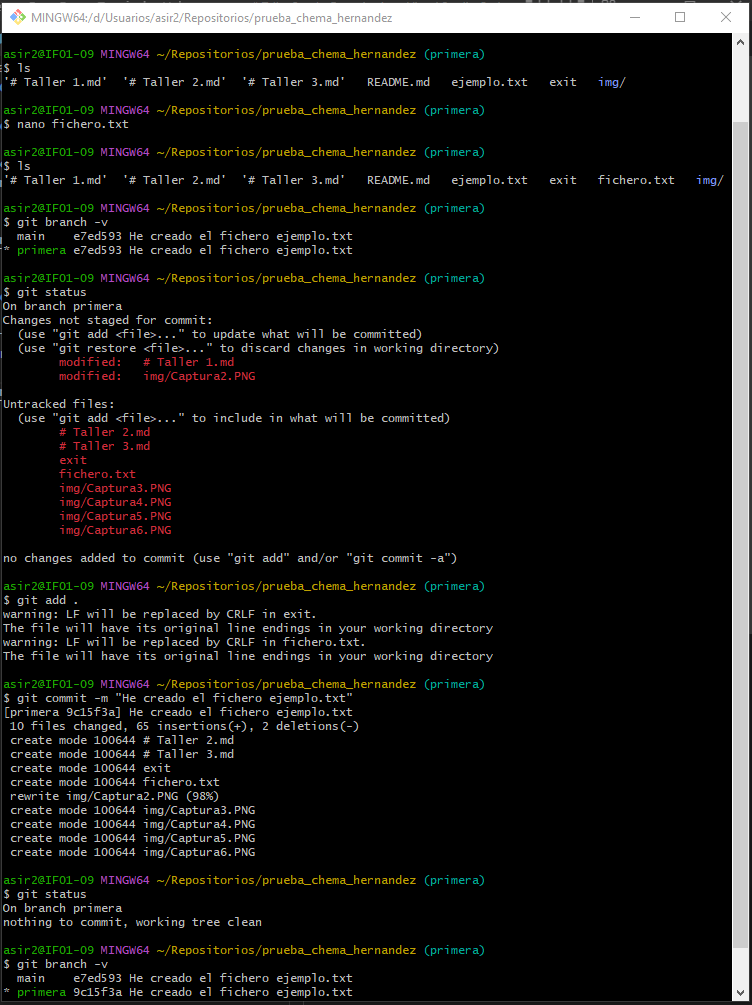 MINGW64:/d/Usuarios/asir2/Repositorios/prueba_chema_hernandez
asir2@IF01-09 MINGW64 ~/Repositorios/prueba_chema_hernandez (primera)
$ ls
'# Taller 1.md'  '# Taller 2.md'  '# Taller 3.md'   README.md   ejemplo.txt   exit   img/
asir2@IF01-09 MINGW64 ~/Repositorios/prueba_chema_hernandez (primera)
$ nano fichero.txt
asir2@IF01-09 MINGW64 ~/Repositorios/prueba_chema_hernandez (primera)
$ ls
'# Taller 1.md'  '# Taller 2.md'  '# Taller 3.md'   README.md   ejemplo.txt   exit   fichero.txt   img/
asir2@IF01-09 MINGW64 ~/Repositorios/prueba_chema_hernandez (primera)
$ git branch -v
  main    e7ed593 He creado el fichero ejemplo.txt
* primera e7ed593 He creado el fichero ejemplo.txt
asir2@IF01-09 MINGW64 ~/Repositorios/prueba_chema_hernandez (primera)
$ git status
On branch primera
Changes not staged for commit:
  (use "git add <file>..." to update what will be committed)
  (use "git restore <file>..." to discard changes in working directory)
        modified:   # Taller 1.md
        modified:   img/Captura2.PNG
Untracked files:
  (use "git add <file>..." to include in what will be committed)
        # Taller 2.md
        # Taller 3.md
        exit
        fichero.txt
        img/Captura3.PNG
        img/Captura4.PNG
        img/Captura5.PNG
        img/Captura6.PNG
no changes added to commit (use "git add" and/or "git commit -a")
asir2@IF01-09 MINGW64 ~/Repositorios/prueba_chema_hernandez (primera)
$ git add .
warning: LF will be replaced by CRLF in exit.
The file will have its original line endings in your working directory
warning: LF will be replaced by CRLF in fichero.txt.
The file will have its original line endings in your working directory
asir2@IF01-09 MINGW64 ~/Repositorios/prueba_chema_hernandez (primera)
$ git commit -m "He creado el fichero ejemplo.txt"
[primera 9c15f3a] He creado el fichero ejemplo.txt
 10 files changed, 65 insertions(+), 2 deletions(-)
 create mode 100644 # Taller 2.md
 create mode 100644 # Taller 3.md
 create mode 100644 exit
 create mode 100644 fichero.txt
 rewrite img/Captura2.PNG (98%)
 create mode 100644 img/Captura3.PNG
 create mode 100644 img/Captura4.PNG
 create mode 100644 img/Captura5.PNG
 create mode 100644 img/Captura6.PNG
asir2@IF01-09 MINGW64 ~/Repositorios/prueba_chema_hernandez (primera)
$ git status
On branch primera
nothing to commit, working tree clean
asir2@IF01-09 MINGW64 ~/Repositorios/prueba_chema_hernandez (primera)
$ git branch -v
  main    e7ed593 He creado el fichero ejemplo.txt
* primera 9c15f3a He creado el fichero ejemplo.txt